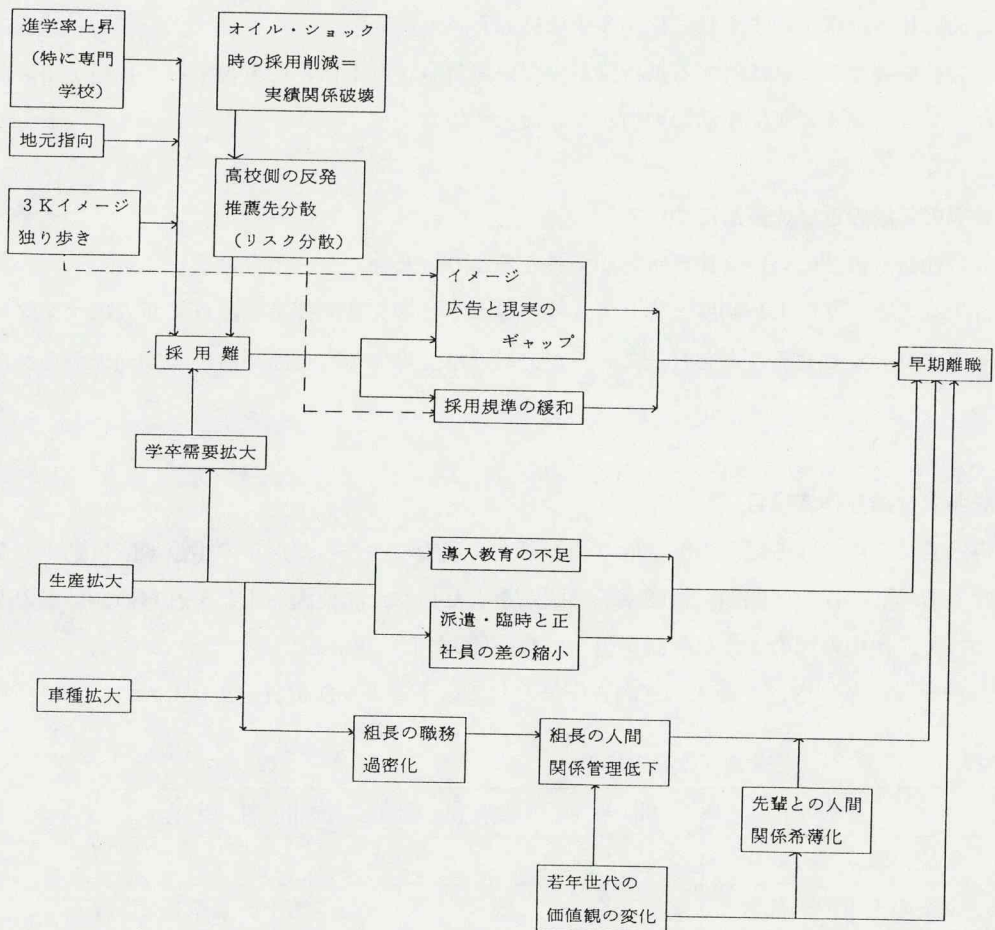 進学率上昇
（特に専門
学校）
オイル・ショック
時の採用削減＝
実績関係破壊
地元指向
高校側の反発
推薦先分散
（リスク分散）
３Ｋイメージ
独り歩き
イメージ
広告と現実の
ギャップ
採用難
早期離職
採用規準の緩和
学卒需要拡大
導入教育の不足
生産拡大
派遣・臨時と正
社員の差の縮小
車種拡大
組長の職務
過密化
組長の人間
関係管理低下
先輩との人間
関係希薄化
若年世代の
価値観の変化